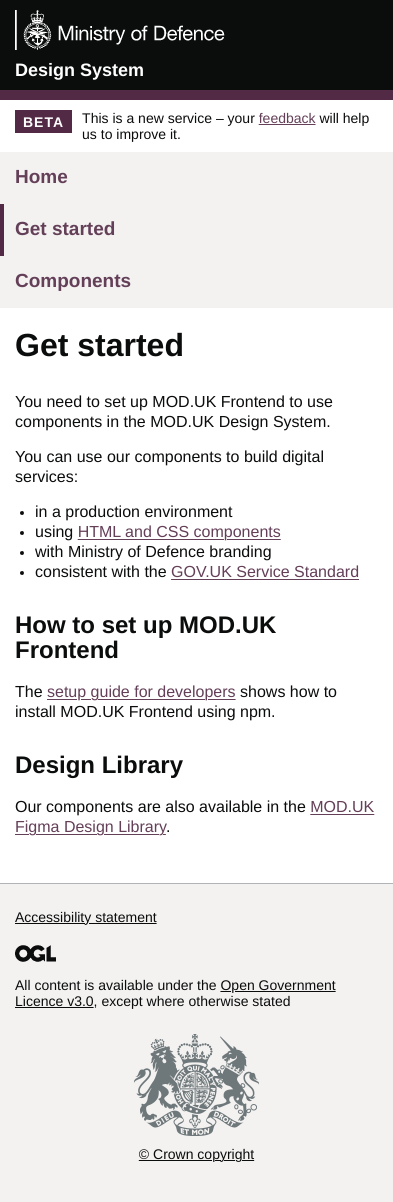 Ministry of Defence
Design System
BETA
This is a new service – your feedback will help
us to improve it.
Home
Get started
Components
Get started
You need to set up MOD.UK Frontend to use
components in the MOD.UK Design System.
You can use our components to build digital
services:
• in a production environment
• using HTML and CSS components
• with Ministry of Defence branding
• consistent with the GOV.UK Service Standard
How to set up MOD.UK
Frontend
The setup guide for developers shows how to
install MOD.UK Frontend using npm.
Design Library
Our components are also available in the MOD.UK
Figma Design Library.
Accessibility statement
OGL
All content is available under the Open Government
Licence v3.0, except where otherwise stated
DIEU ET MON DROIT
© Crown copyright